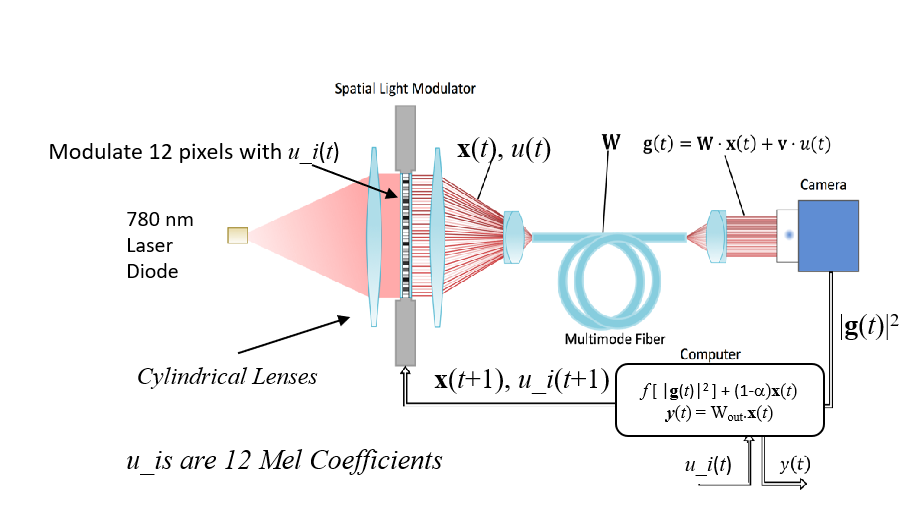 Spatial Light Modulator
Modulate 12 pixels with u_i(t)
x(t), u(t)
W
g(t) = W · x(t) + v · u(t)
Camera
780 nm
Laser
Diode
|g(t)|²
Multimode Fiber
Computer
Cylindrical Lenses
x(t+1), u_i(t+1)
f[ |g(t)|² ] + (1-α)x(t)
y(t) = Wout.x(t)
u_is are 12 Mel Coefficients
u_i(t)
y(t)